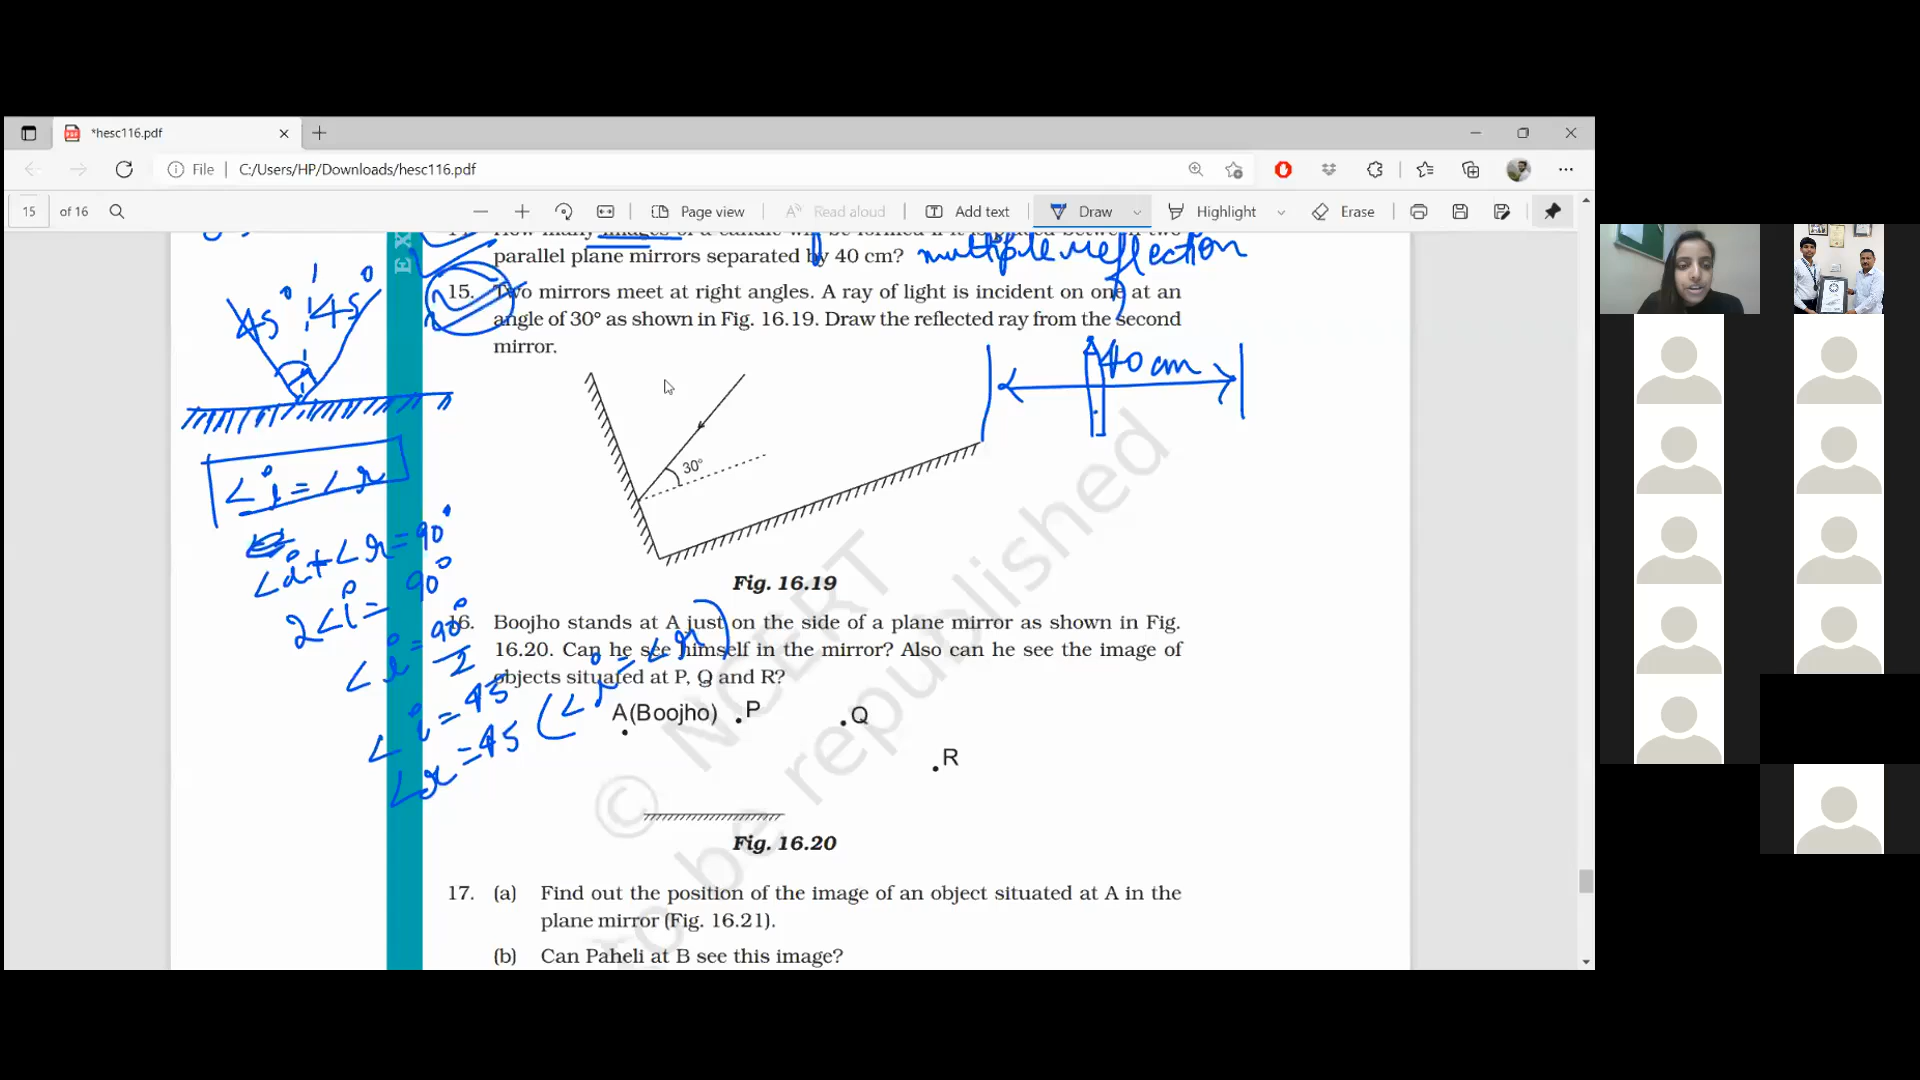 *hesc116.pdf
File
C:/Users/HP/Downloads/hesc116.pdf
15 of 16
Page view
Read aloud
Add text
Draw
Highlight
Erase
parallel plane mirrors separated by 40 cm? multiple reflection
15. Two mirrors meet at right angles. A ray of light is incident on one at an
angle of 30° as shown in Fig. 16.19. Draw the reflected ray from the second
mirror.
30°
40 cm
Fig. 16.19
45° 45°
∠i = ∠r
∠i + ∠r = 90°
2∠i = 90°
∠i = 90°
2
∠i = 45
∠r = 45 (∠i = ∠r)
16. Boojho stands at A just on the side of a plane mirror as shown in Fig.
16.20. Can he see himself in the mirror? Also can he see the image of
objects situated at P, Q and R?
A(Boojho) P Q
R
Fig. 16.20
17. (a) Find out the position of the image of an object situated at A in the
plane mirror (Fig. 16.21).
(b) Can Paheli at B see this image?
© NCERT
to be republished